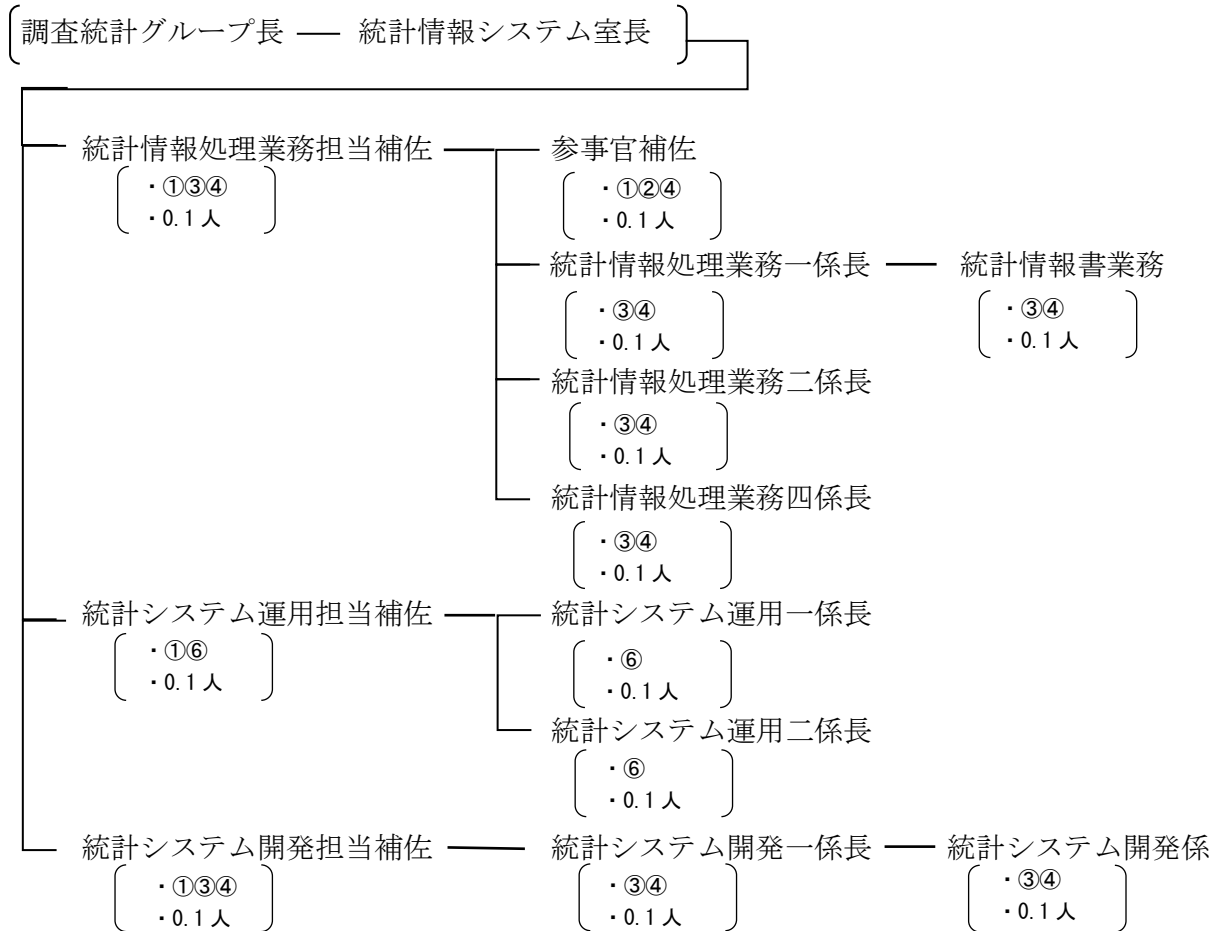 調査統計グループ長 ― 統計情報システム室長
統計情報処理業務担当補佐 参事官補佐
・①③④ ・①②④
・0.1人 ・0.1人
統計情報処理業務一係長 統計情報書業務
・③④ ・③④
・0.1人 ・0.1人
統計情報処理業務二係長
・③④
・0.1人
統計情報処理業務四係長
・③④
・0.1人
統計システム運用担当補佐 統計システム運用一係長
・①⑥ ・⑥
・0.1人 ・0.1人
統計システム運用二係長
・⑥
・0.1人
統計システム開発担当補佐 統計システム開発一係長 統計システム開発係
・①③④ ・③④ ・③④
・0.1人 ・0.1人 ・0.1人